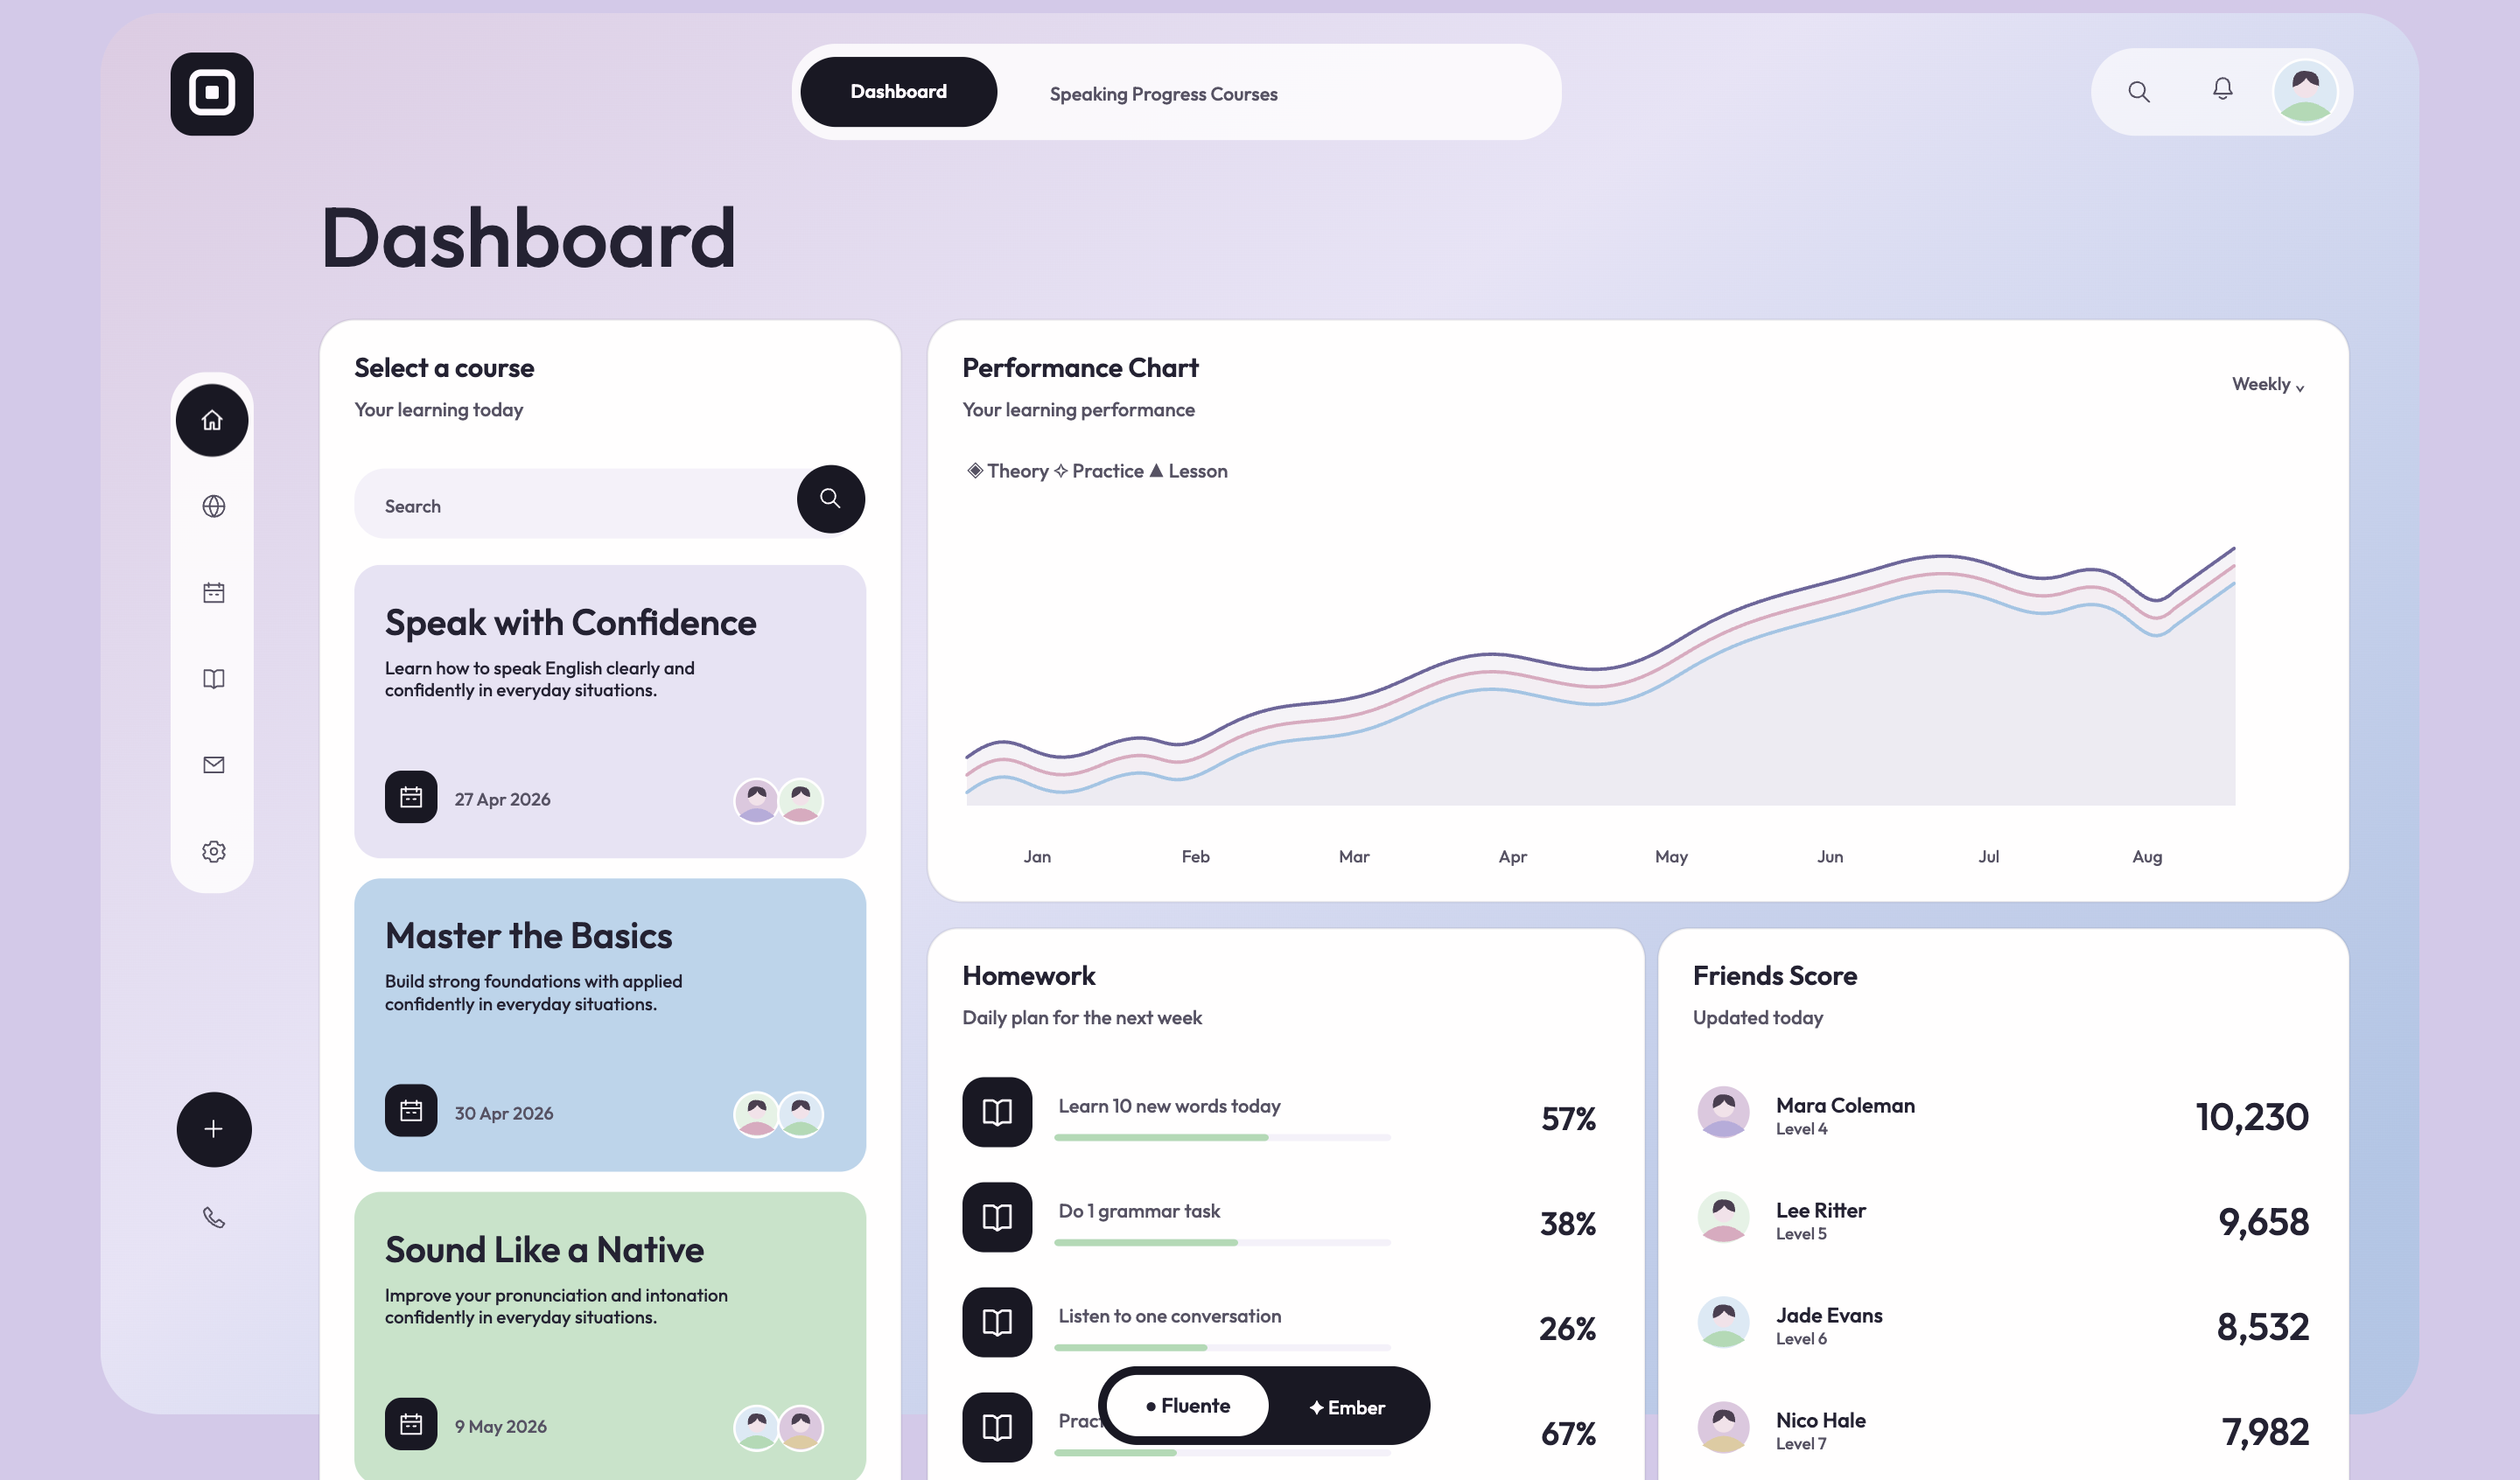 Dashboard
Speaking Progress Courses
Dashboard
Select a course
Your learning today
Search
Speak with Confidence
Learn how to speak English clearly and
confidently in everyday situations.
27 Apr 2026
Master the Basics
Build strong foundations with applied
confidently in everyday situations.
30 Apr 2026
Sound Like a Native
Improve your pronunciation and intonation
confidently in everyday situations.
9 May 2026
Performance Chart
Your learning performance
Weekly
Theory Practice Lesson
Jan Feb Mar Apr May Jun Jul Aug
Homework
Daily plan for the next week
Learn 10 new words today
57%
Do 1 grammar task
38%
Listen to one conversation
26%
67%
Friends Score
Updated today
Mara Coleman
Level 4
10,230
Lee Ritter
Level 5
9,658
Jade Evans
Level 6
8,532
Nico Hale
Level 7
7,982
Fluente
Ember